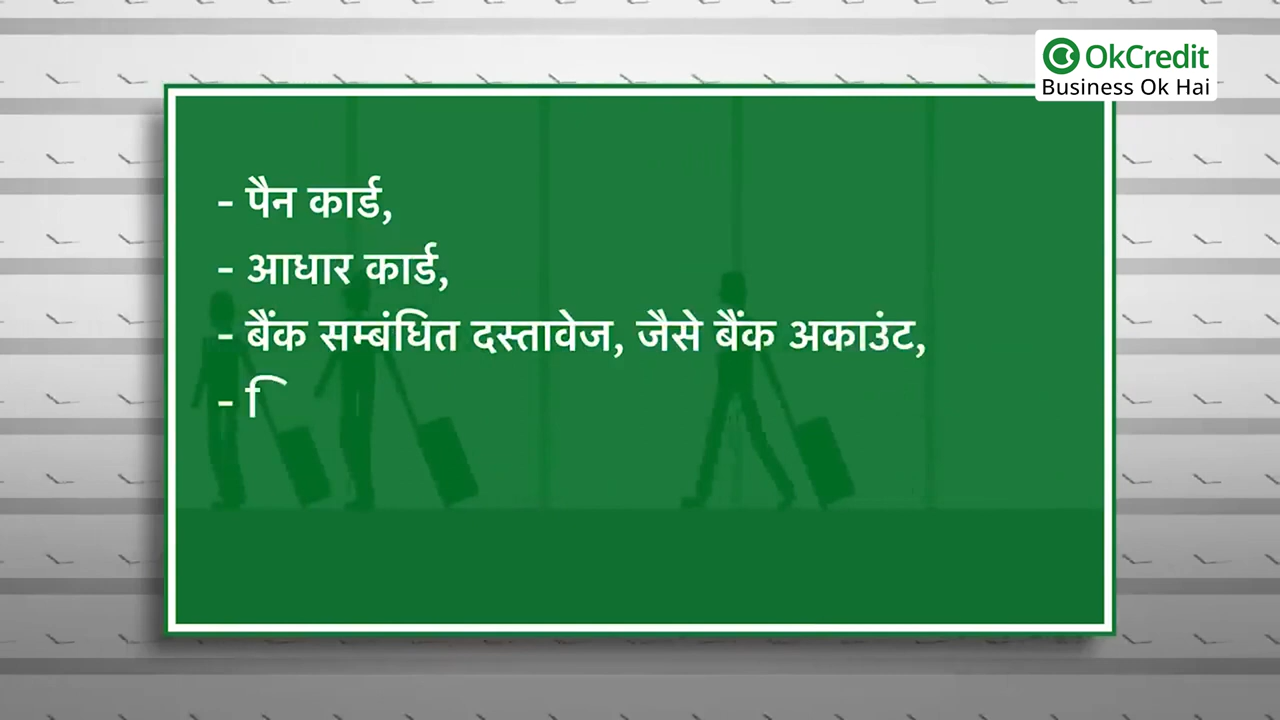 OkCredit
Business Ok Hai
- पैन कार्ड,
- आधार कार्ड,
- बैंक सम्बंधित दस्तावेज, जैसे बैंक अकाउंट,
- ि